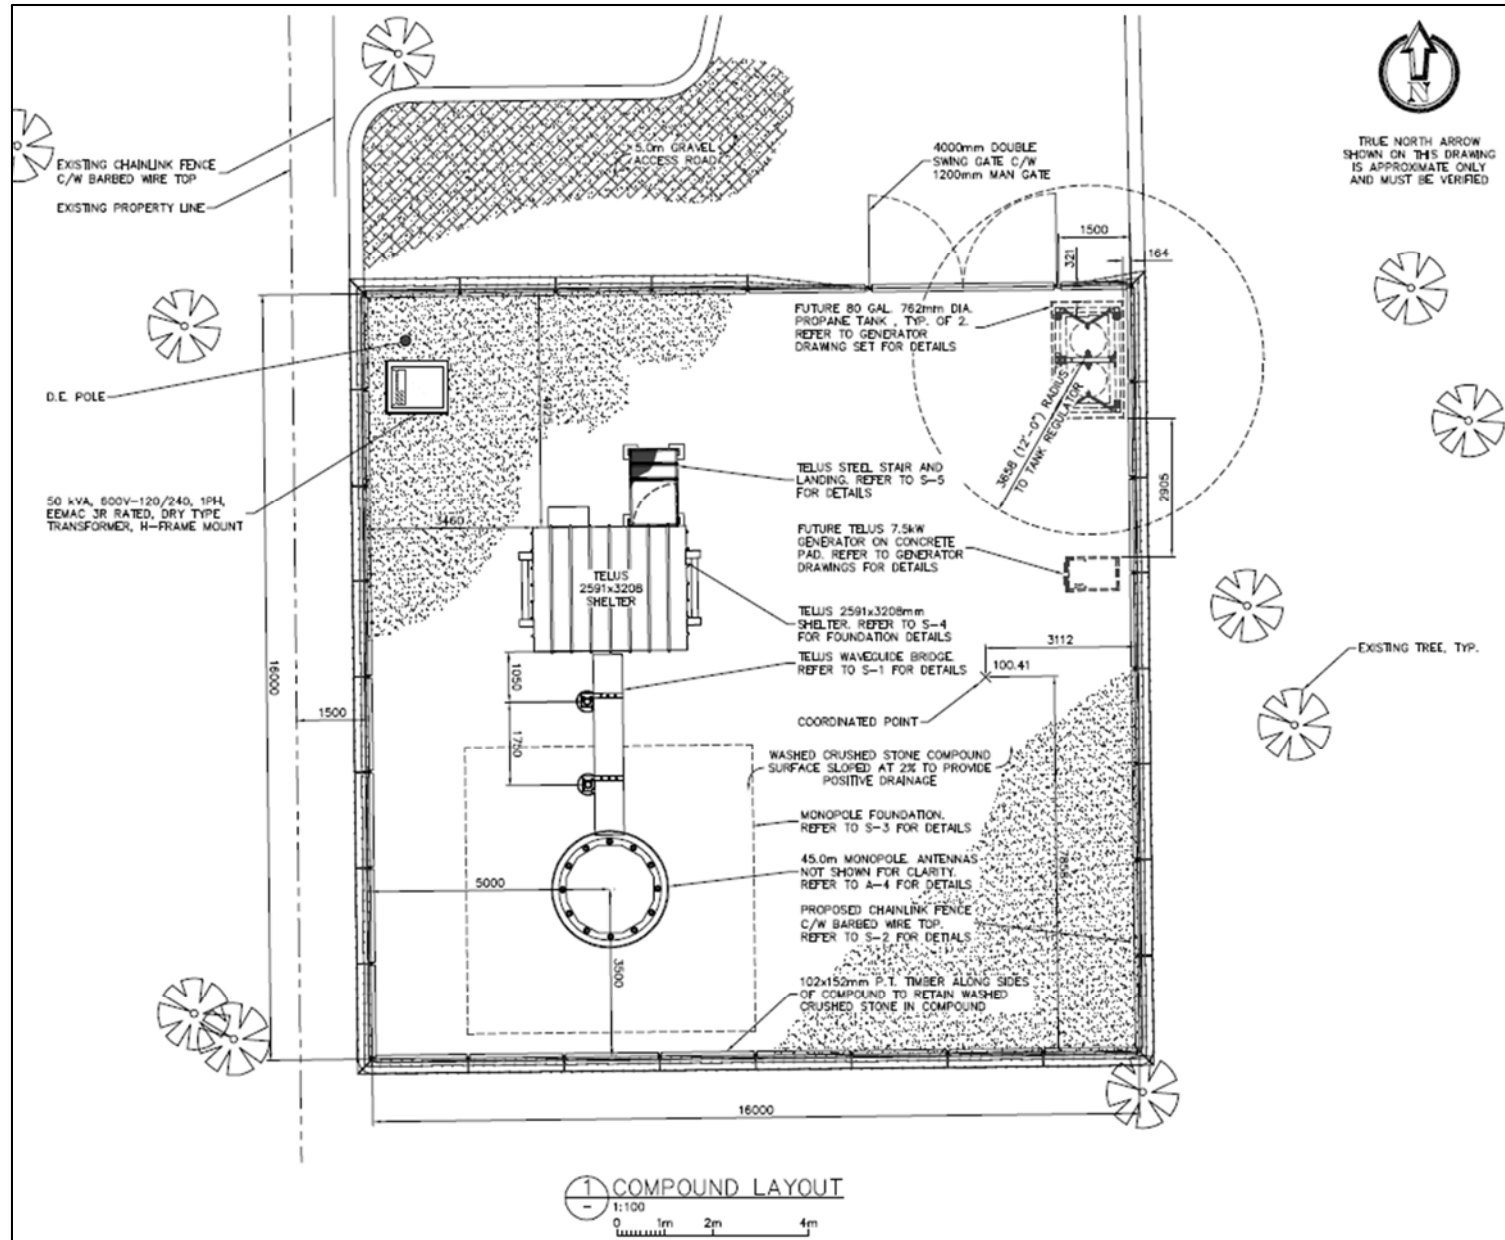 N
TRUE NORTH ARROW
SHOWN ON THIS DRAWING
IS APPROXIMATE ONLY
AND MUST BE VERIFIED
EXISTING CHAINLINK FENCE
C/W BARBED WIRE TOP
EXISTING PROPERTY LINE
5.0m GRAVEL
ACCESS ROAD
4000mm DOUBLE
SWING GATE C/W
1200mm MAN GATE
1500
321
164
FUTURE 80 GAL. 762mm DIA.
PROPANE TANK , TYP. OF 2.
REFER TO GENERATOR
DRAWING SET FOR DETAILS
D.E. POLE
3658 (12'-0") RADIUS
TO TANK REGULATOR
2905
TELUS STEEL STAIR AND
LANDING. REFER TO S-5
FOR DETAILS
50 kVA, 600V-120/240, 1PH,
EEMAC 3R RATED, DRY TYPE
TRANSFORMER, H-FRAME MOUNT
3460
FUTURE TELUS 7.5kW
GENERATOR ON CONCRETE
PAD. REFER TO GENERATOR
DRAWINGS FOR DETAILS
TELUS
2591x3208
SHELTER
TELUS 2591x3208mm
SHELTER. REFER TO S-4
FOR FOUNDATION DETAILS
TELUS WAVEGUIDE BRIDGE.
REFER TO S-1 FOR DETAILS
3112
100.41
EXISTING TREE, TYP.
1050
16000
1500
COORDINATED POINT
1750
WASHED CRUSHED STONE COMPOUND
SURFACE SLOPED AT 2% TO PROVIDE
POSITIVE DRAINAGE
MONOPOLE FOUNDATION.
REFER TO S-3 FOR DETAILS
45.0m MONOPOLE. ANTENNAS
NOT SHOWN FOR CLARITY.
REFER TO A-4 FOR DETAILS
5000
PROPOSED CHAINLINK FENCE
C/W BARBED WIRE TOP.
REFER TO S-2 FOR DETIALS
3500
102x152mm P.T. TIMBER ALONG SIDES
OF COMPOUND TO RETAIN WASHED
CRUSHED STONE IN COMPOUND
16000
1 COMPOUND LAYOUT
- 1:100
0 1m 2m 4m